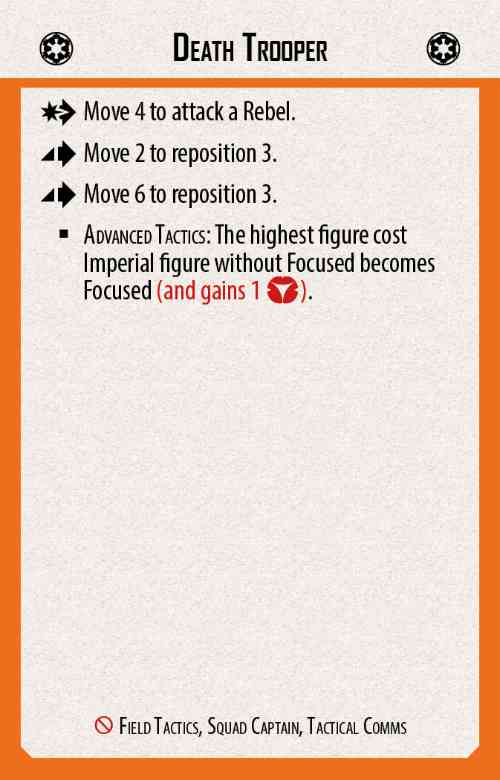 Death Trooper
Move 4 to attack a Rebel.
Move 2 to reposition 3.
Move 6 to reposition 3.
Advanced Tactics: The highest figure cost
Imperial figure without Focused becomes
Focused (and gains 1 ).
Field Tactics, Squad Captain, Tactical Comms